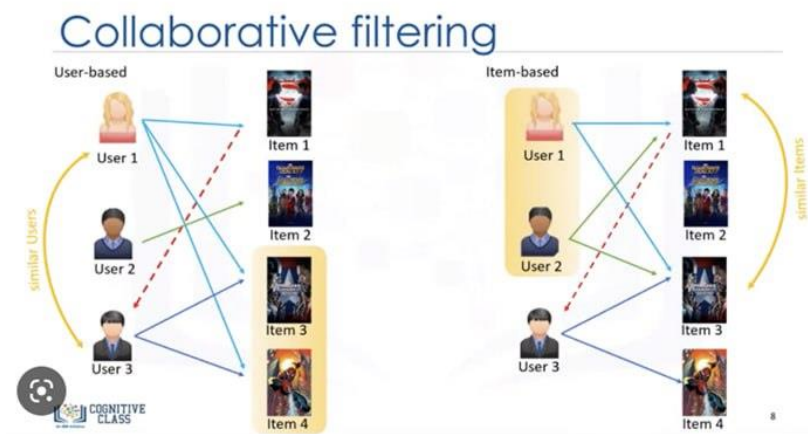 Collaborative filtering
User-based
User 1
User 2
User 3
similar Users
Item 1
Item 2
Item 3
Item 4
Item-based
User 1
User 2
User 3
Item 1
Item 2
Item 3
Item 4
similar Items
COGNITIVE
CLASS
8